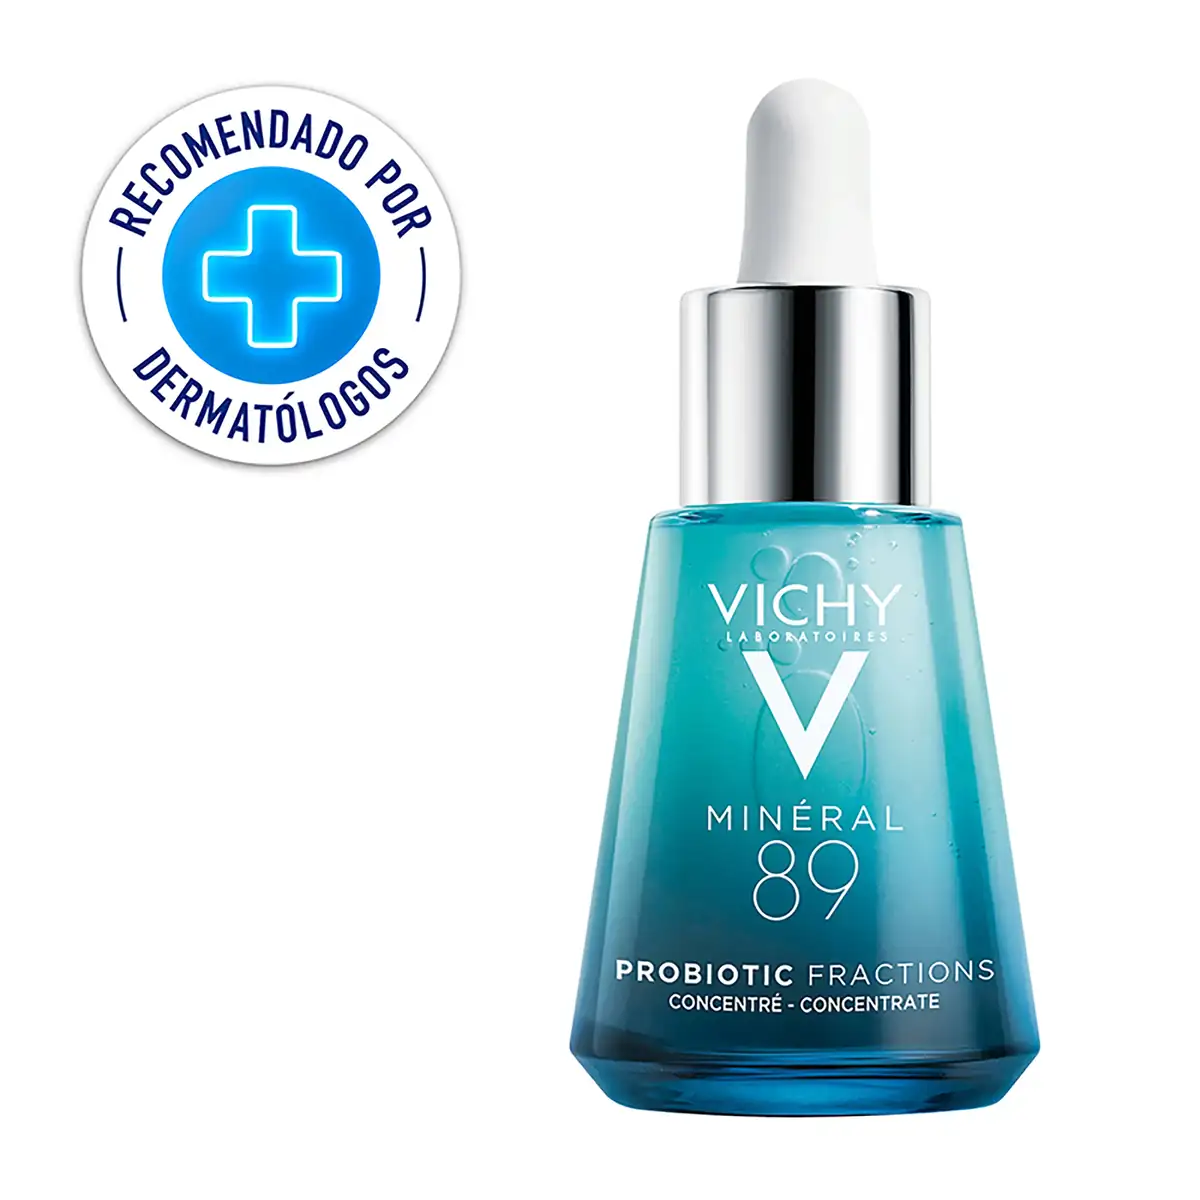 RECOMENDADO POR
DERMATÓLOGOS
VICHY
LABORATOIRES
V
MINÉRAL
89
PROBIOTIC FRACTIONS
CONCENTRÉ - CONCENTRATE